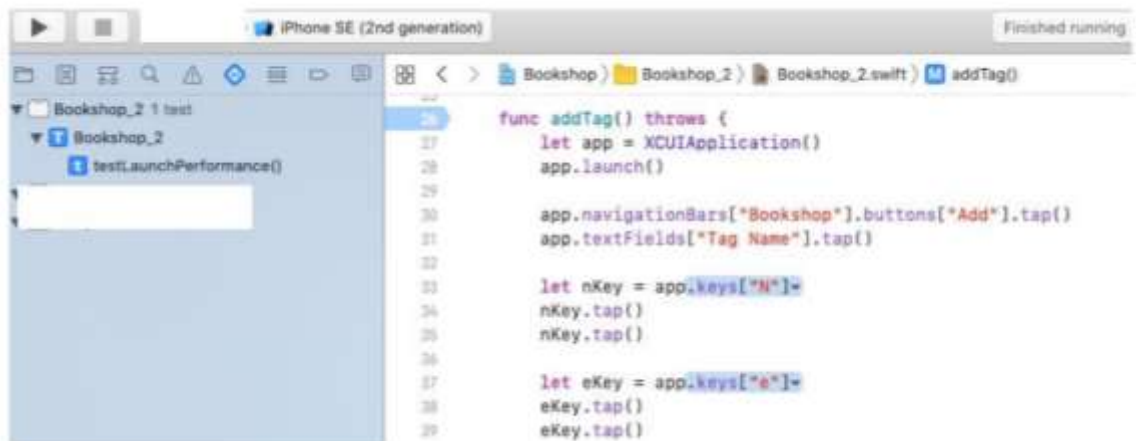 iPhone SE (2nd generation)
Finished running
Bookshop
Bookshop_2
Bookshop_2.swift
M addTag()
Bookshop_2 1 test
T Bookshop_2
t testLaunchPerformance()
26 func addTag() throws {
27 let app = XCUIApplication()
28 app.launch()
29
30 app.navigationBars["Bookshop"].buttons["Add"].tap()
31 app.textFields["Tag Name"].tap()
32
33 let nKey = app.keys["N"]
34 nKey.tap()
35 nKey.tap()
36
37 let eKey = app.keys["e"]
38 eKey.tap()
39 eKey.tap()